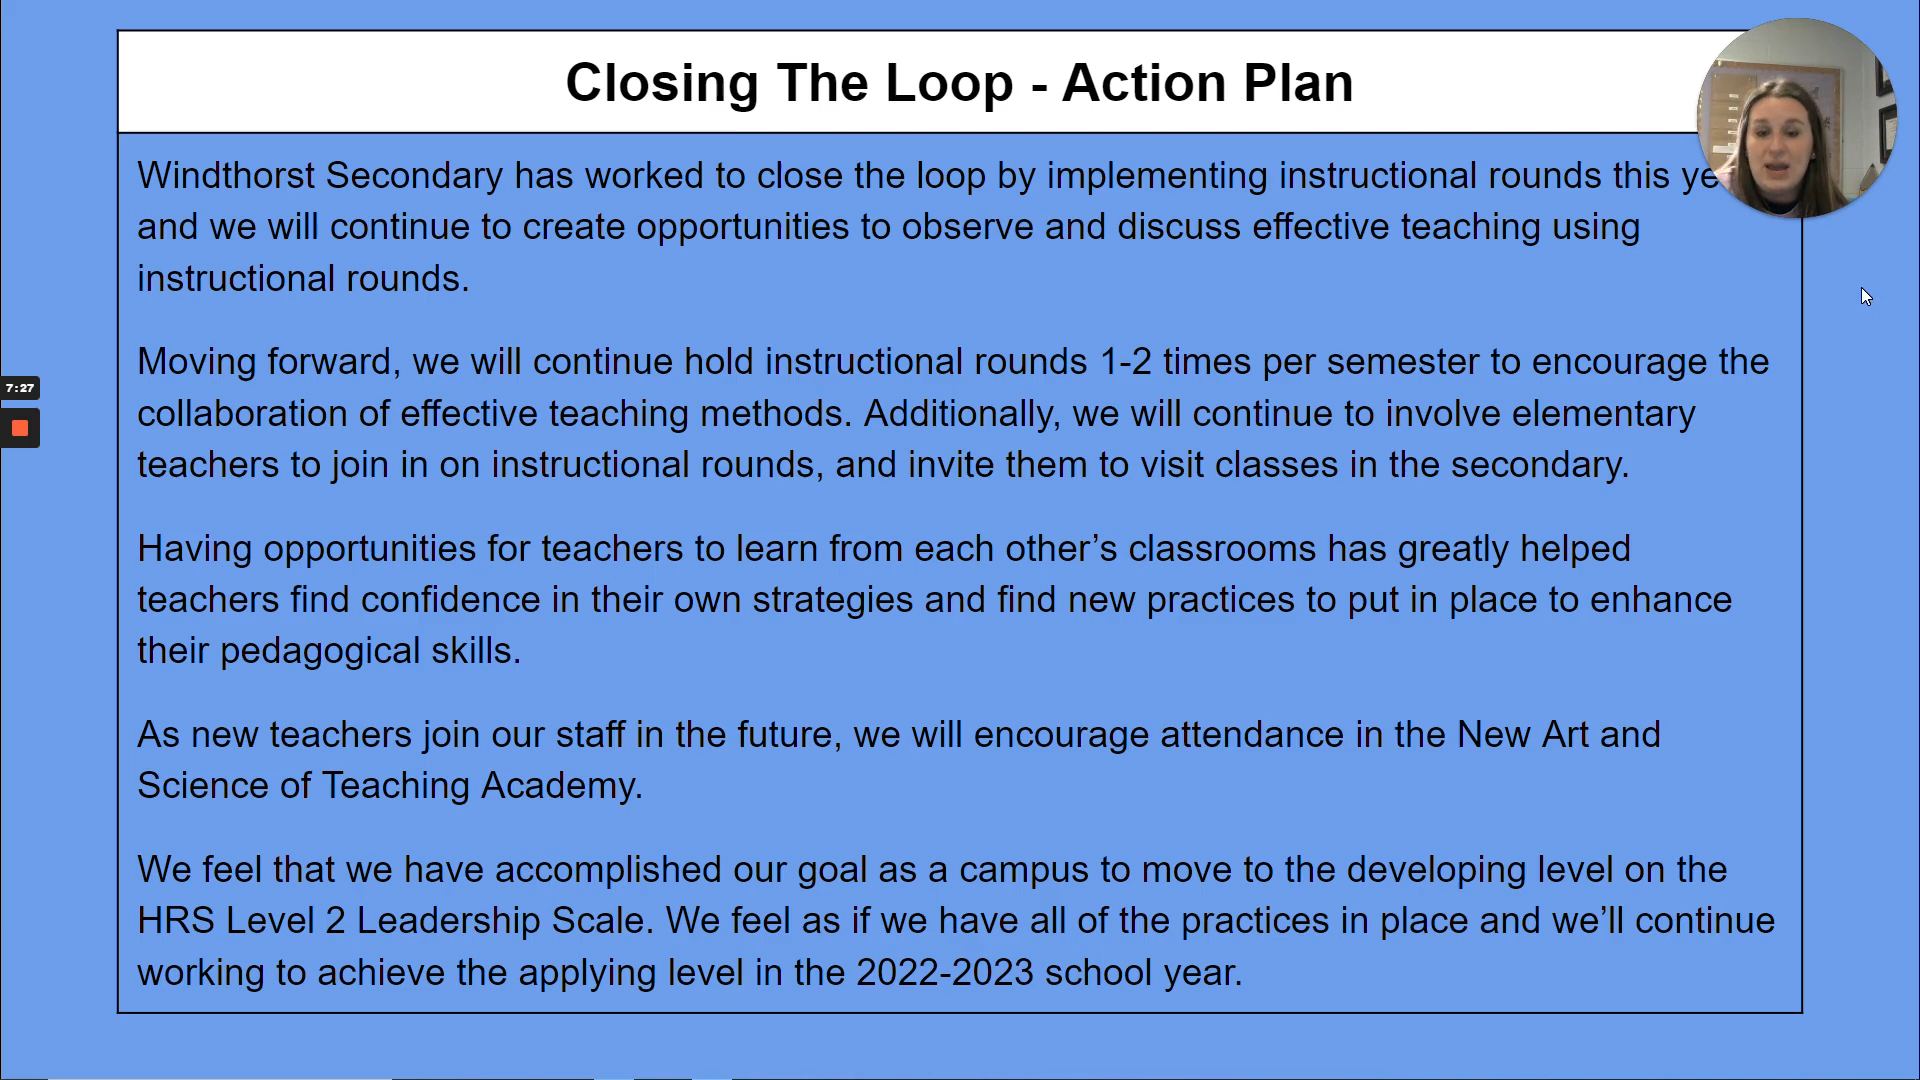 Closing The Loop - Action Plan
Windthorst Secondary has worked to close the loop by implementing instructional rounds this
and we will continue to create opportunities to observe and discuss effective teaching using
instructional rounds.
Moving forward, we will continue hold instructional rounds 1-2 times per semester to encourage the
collaboration of effective teaching methods. Additionally, we will continue to involve elementary
teachers to join in on instructional rounds, and invite them to visit classes in the secondary.
Having opportunities for teachers to learn from each other’s classrooms has greatly helped
teachers find confidence in their own strategies and find new practices to put in place to enhance
their pedagogical skills.
As new teachers join our staff in the future, we will encourage attendance in the New Art and
Science of Teaching Academy.
We feel that we have accomplished our goal as a campus to move to the developing level on the
HRS Level 2 Leadership Scale. We feel as if we have all of the practices in place and we’ll continue
working to achieve the applying level in the 2022-2023 school year.
7:27